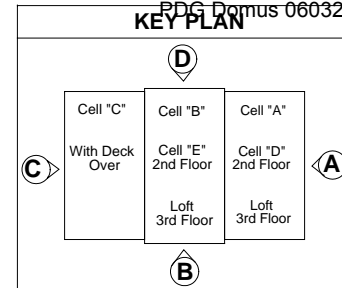 PDG Domus 06032
KEY PLAN
D
Cell "C"
With Deck
Over
Cell "B"
Cell "E"
2nd Floor
Loft
3rd Floor
Cell "A"
Cell "D"
2nd Floor
Loft
3rd Floor
C
A
B